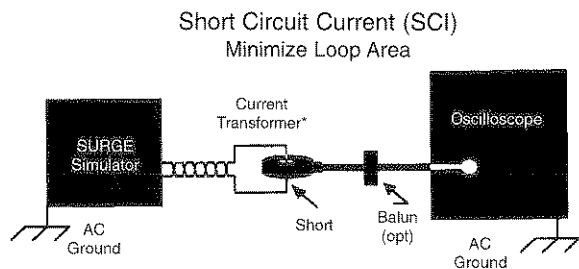 Short Circuit Current (SCI)
Minimize Loop Area
Current
Transformer*
SURGE
Simulator
Oscilloscope
Short
Balun
(opt)
AC
Ground
AC
Ground